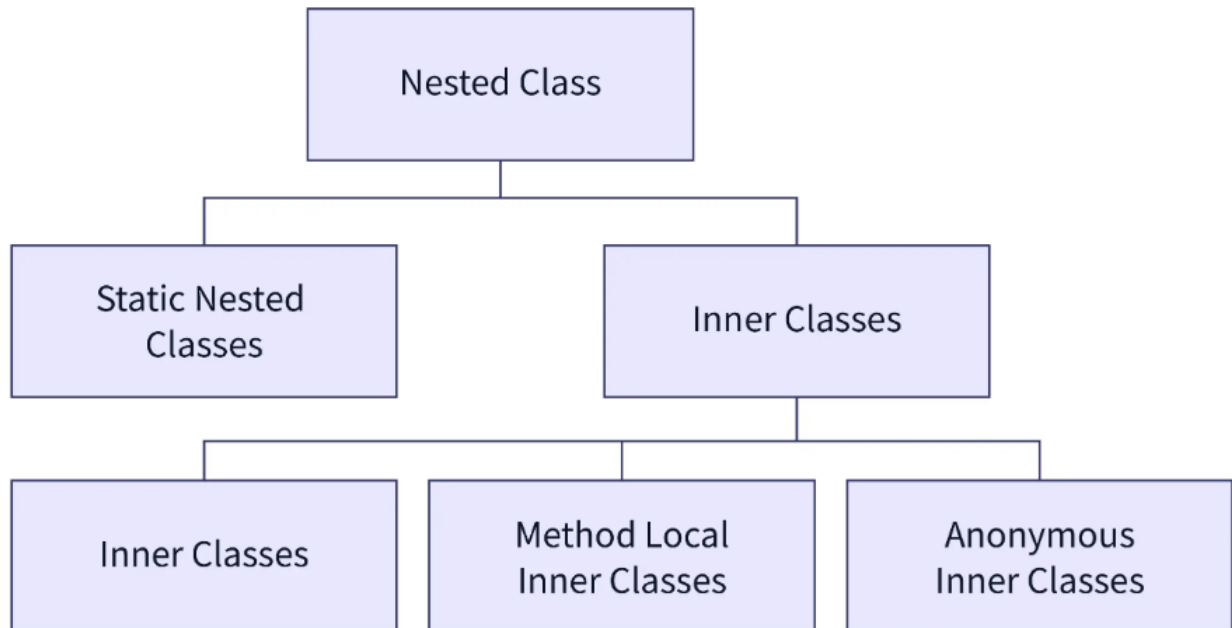 Nested Class
Static Nested
Classes
Inner Classes
Inner Classes
Method Local
Inner Classes
Anonymous
Inner Classes